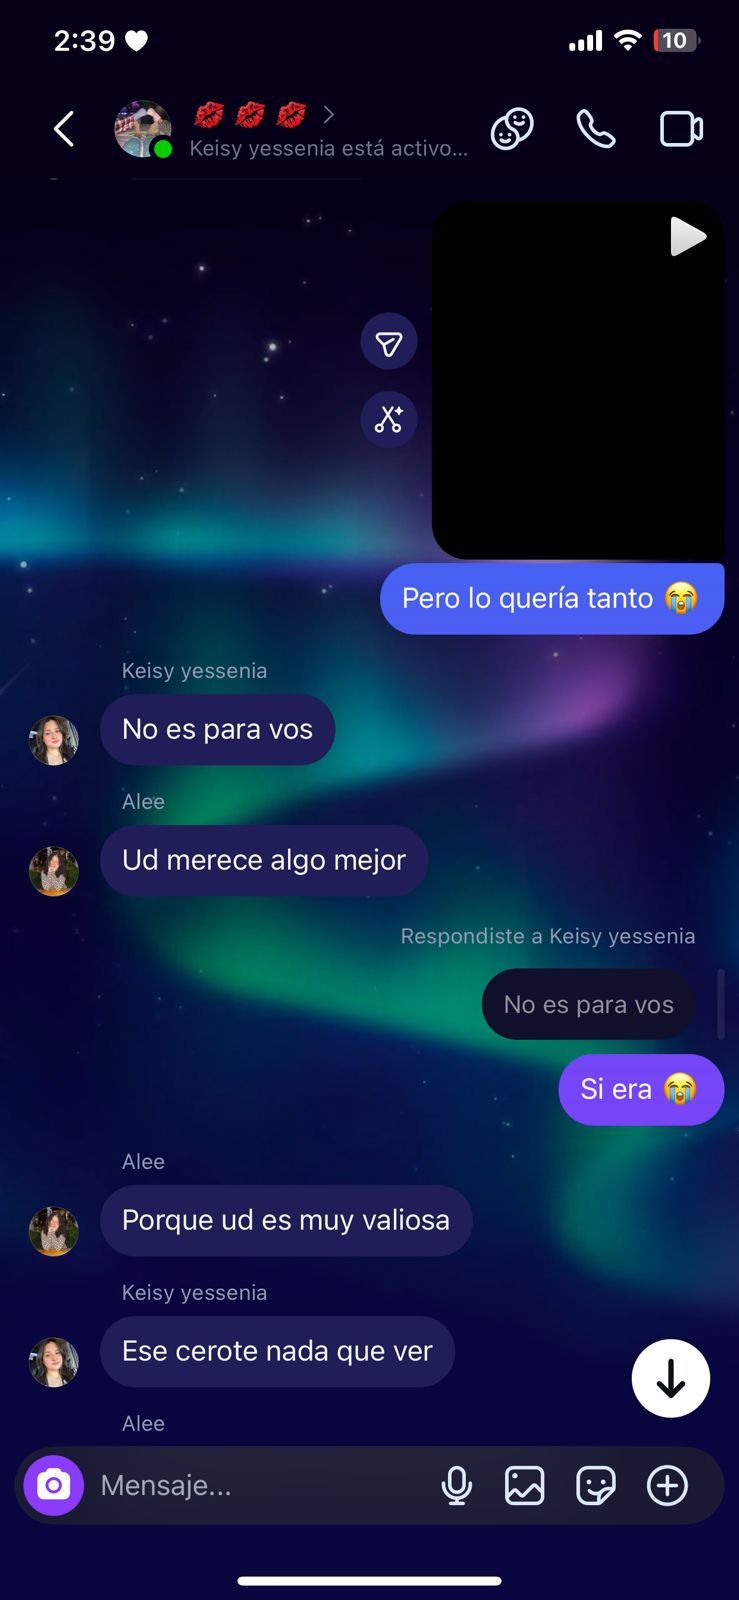 2:39
10
💋 💋 💋
Keisy yessenia está activo...
Pero lo quería tanto 😭
Keisy yessenia
No es para vos
Alee
Ud merece algo mejor
Respondiste a Keisy yessenia
No es para vos
Si era 😭
Alee
Porque ud es muy valiosa
Keisy yessenia
Ese cerote nada que ver
Alee
Mensaje...